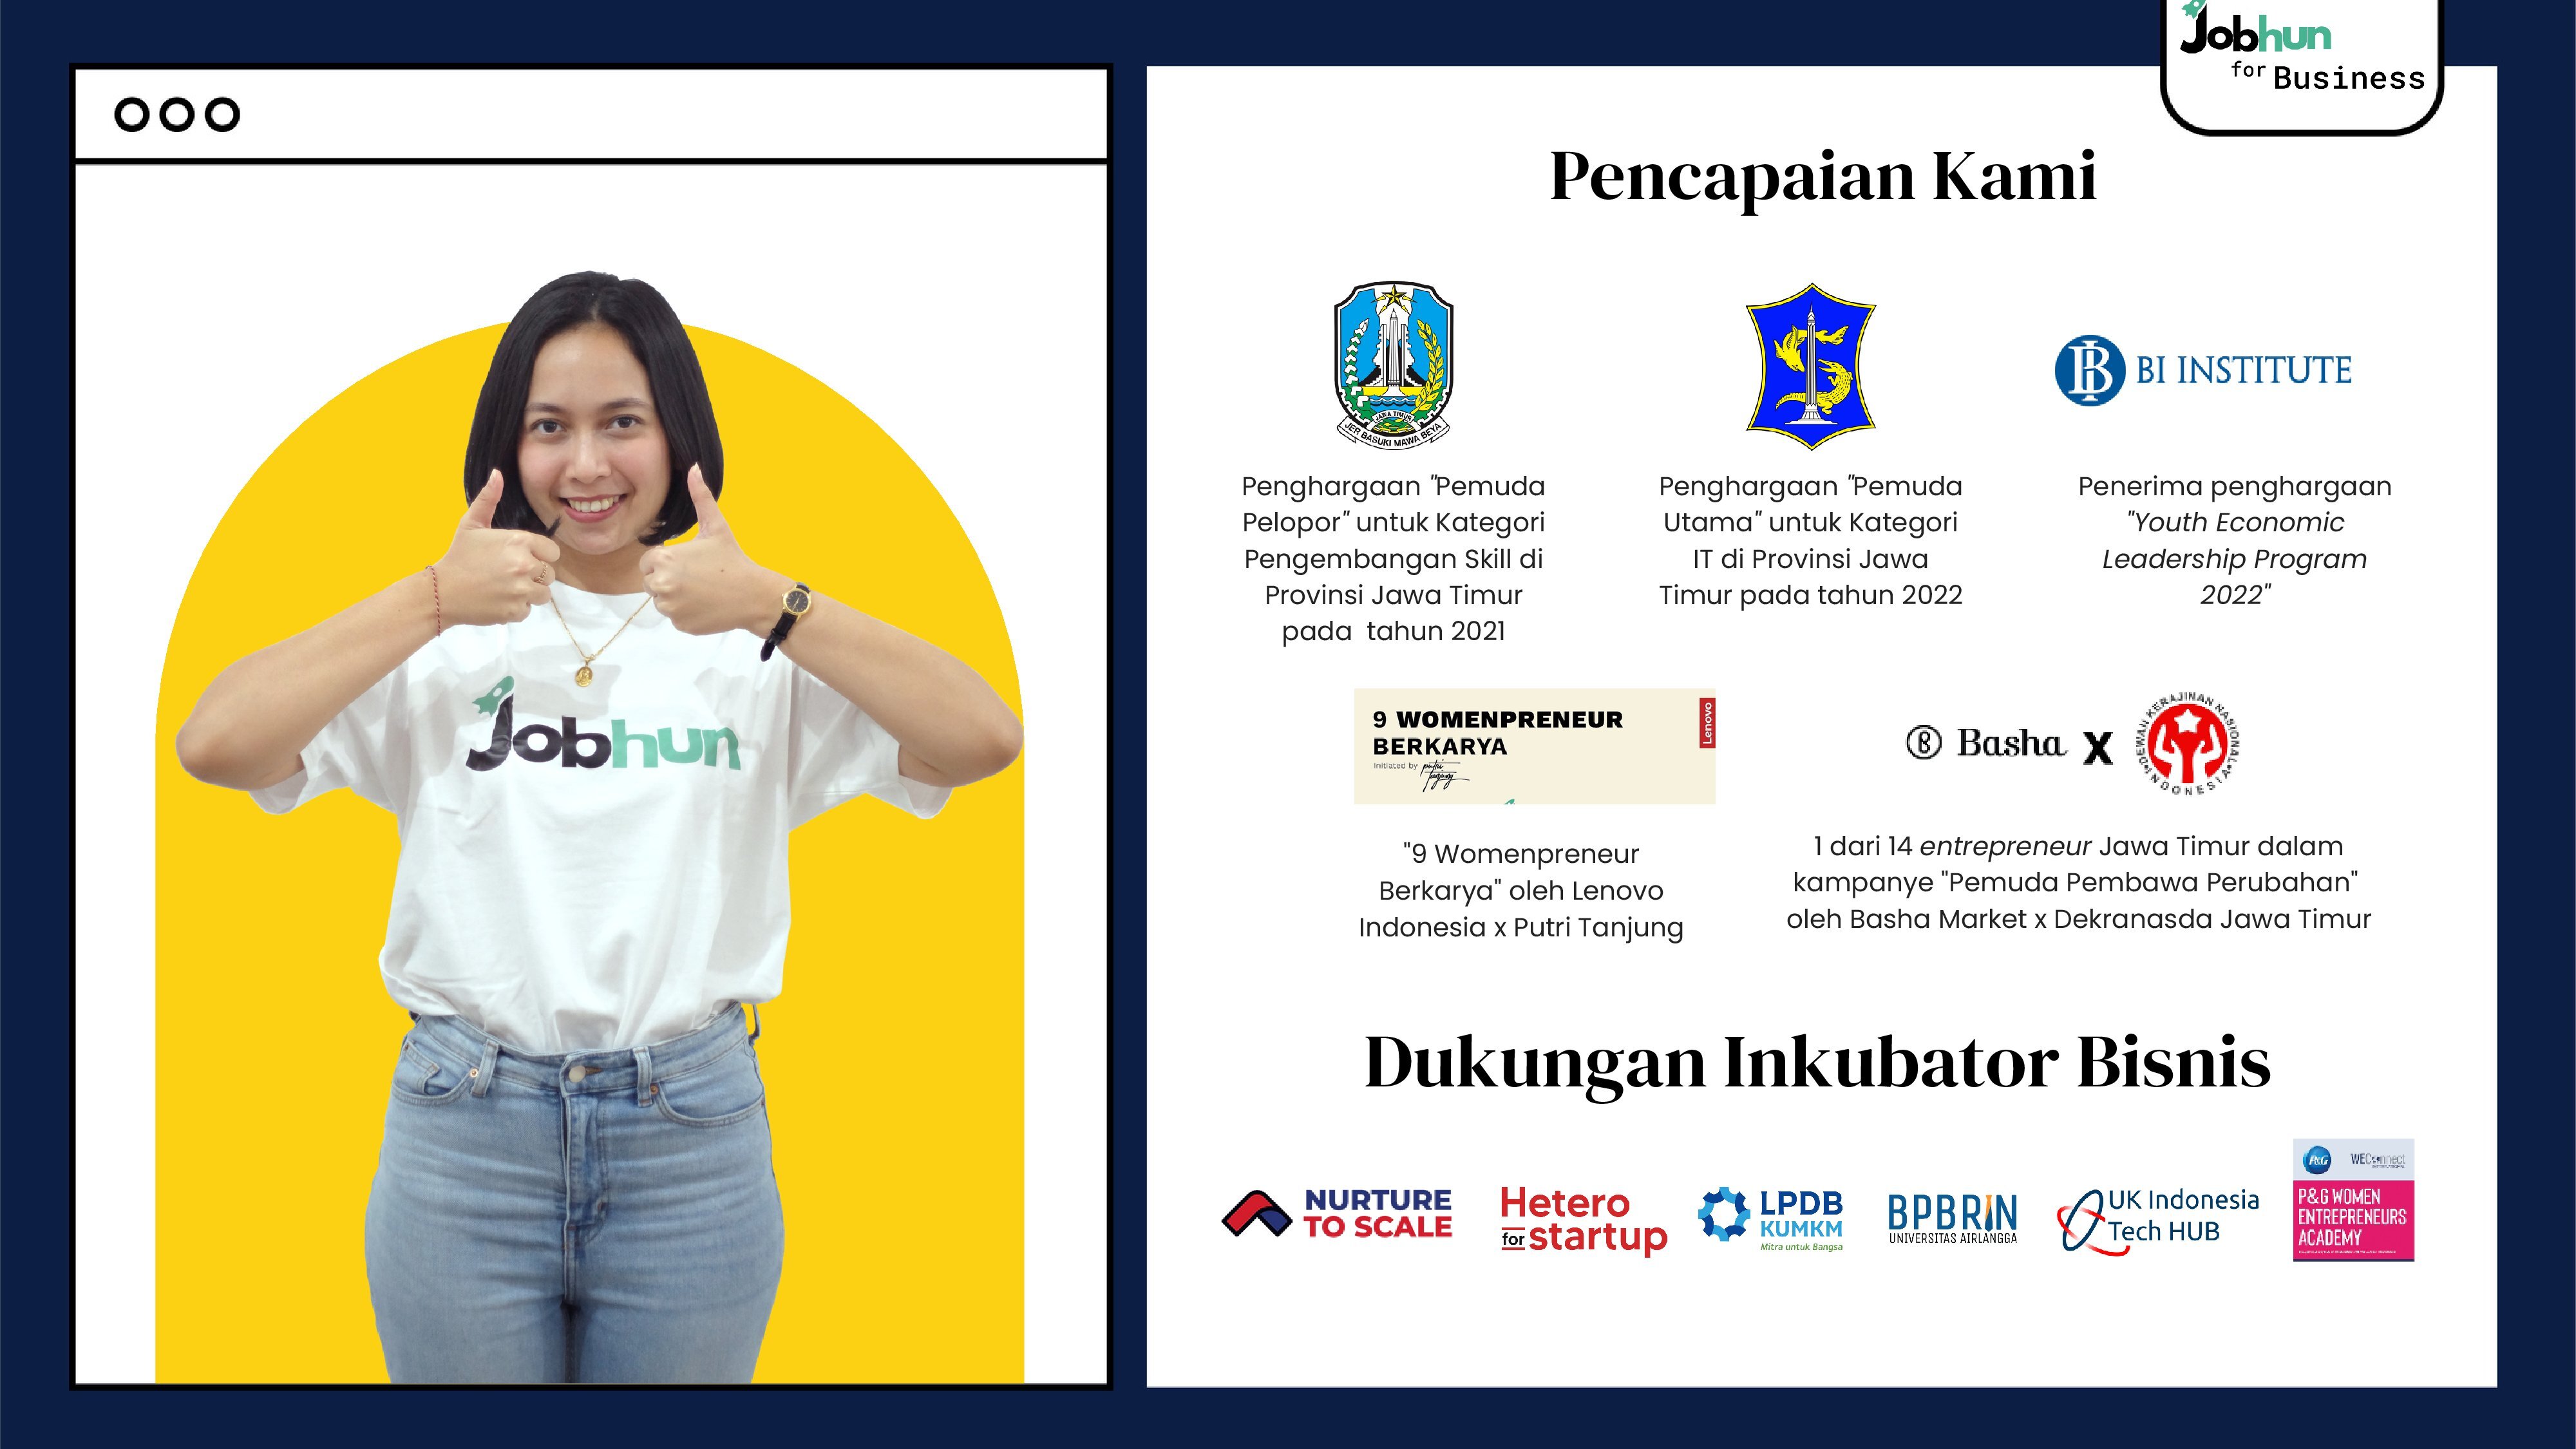 Jobhun
for Business
Jobhun
Pencapaian Kami
JAWA TIMUR
JER BASUKI MAWA BEYA
BI INSTITUTE
Penghargaan "Pemuda
Pelopor" untuk Kategori
Pengembangan Skill di
Provinsi Jawa Timur
pada  tahun 2021
Penghargaan "Pemuda
Utama" untuk Kategori
IT di Provinsi Jawa
Timur pada tahun 2022
Penerima penghargaan
"Youth Economic
Leadership Program
2022"
9 WOMENPRENEUR
BERKARYA
Initiated by putri tanjung
Lenovo
B Basha X
DEWAN KERAJINAN NASIONAL
INDONESIA
"9 Womenpreneur
Berkarya" oleh Lenovo
Indonesia x Putri Tanjung
1 dari 14 entrepreneur Jawa Timur dalam
kampanye "Pemuda Pembawa Perubahan"
oleh Basha Market x Dekranasda Jawa Timur
Dukungan Inkubator Bisnis
NURTURE
TO SCALE
Hetero
for startup
LPDB
KUMKM
Mitra untuk Bangsa
BPBRIN
UNIVERSITAS AIRLANGGA
UK Indonesia
Tech HUB
P&G WEConnect
P&G WOMEN
ENTREPRENEURS
ACADEMY